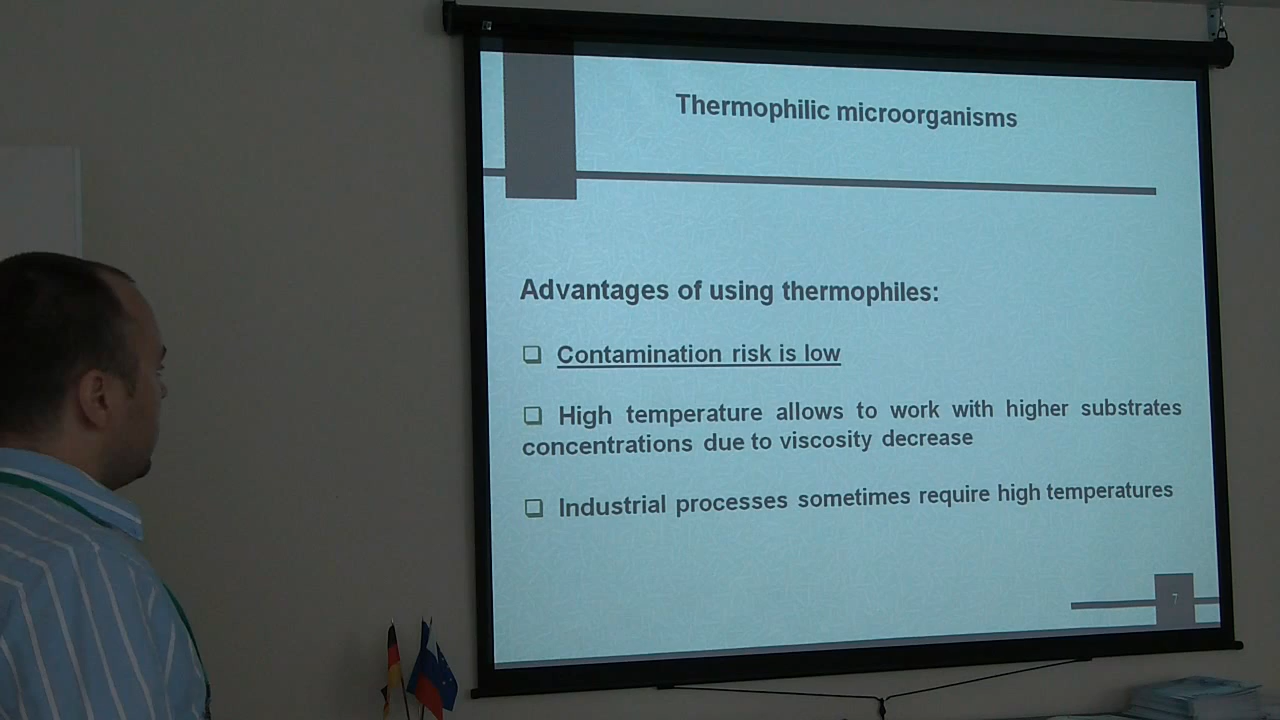 Thermophilic microorganisms
Advantages of using thermophiles:
Contamination risk is low
High temperature allows to work with higher substrates
concentrations due to viscosity decrease
Industrial processes sometimes require high temperatures
7